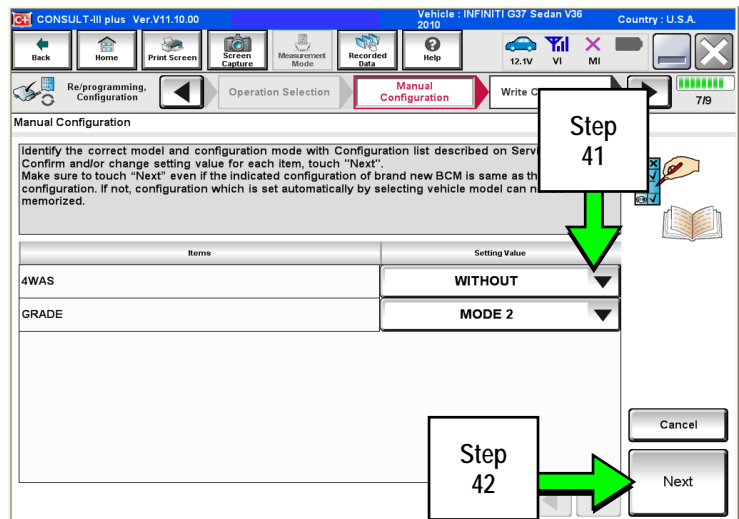 CONSULT-III plus Ver.V11.10.00
Vehicle : INFINITI G37 Sedan V36
2010
Country : U.S.A.
Back
Home
Print Screen
Screen
Capture
Measurement
Mode
Recorded
Data
Help
12.1V
VI
MI
Re/programming,
Configuration
Operation Selection
Manual
Configuration
Write C
7/9
Manual Configuration
Step
41
Identify the correct model and configuration mode with Configuration list described on Servi
Confirm and/or change setting value for each item, touch "Next".
Make sure to touch “Next” even if the indicated configuration of brand new BCM is same as th
configuration. If not, configuration which is set automatically by selecting vehicle model can n
memorized.
Items
Setting Value
4WAS
WITHOUT
GRADE
MODE 2
Cancel
Step
42
Next